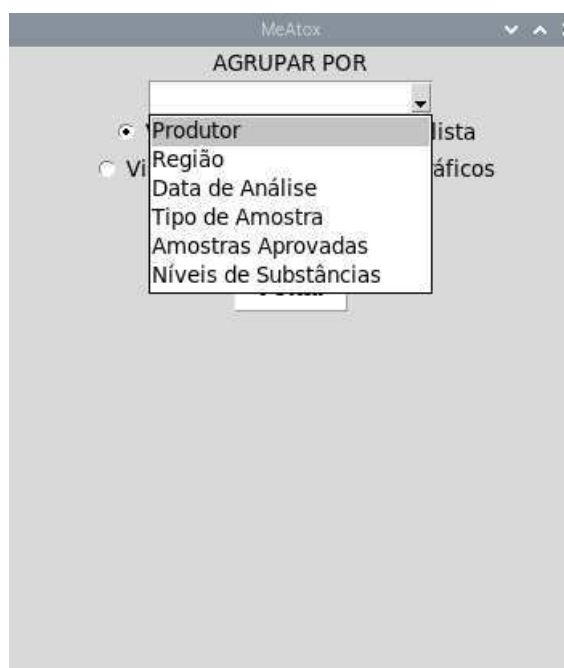 MeAtox
AGRUPAR POR
Produtor
lista
Região
Vi áficos
Data de Análise
Tipo de Amostra
Amostras Aprovadas
Níveis de Substâncias